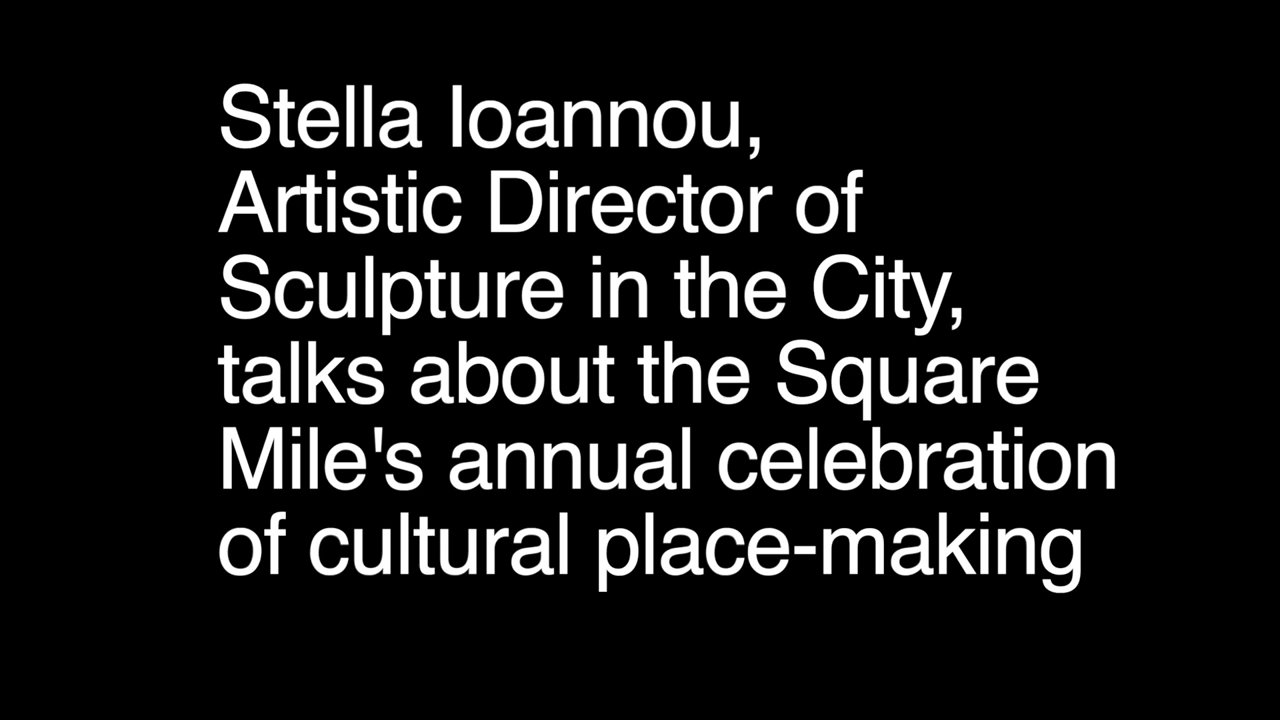 Stella Ioannou,
Artistic Director of
Sculpture in the City,
talks about the Square
Mile's annual celebration
of cultural place-making